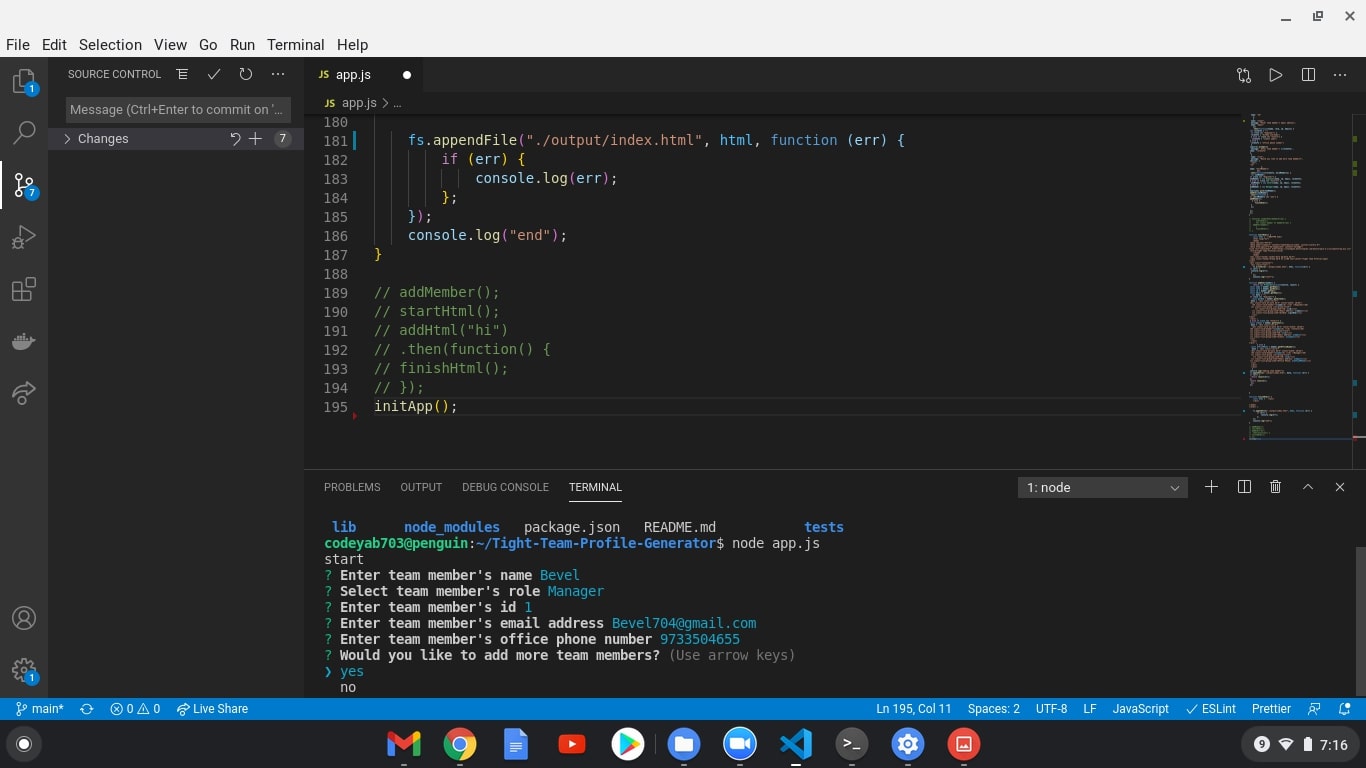 File Edit Selection View Go Run Terminal Help
SOURCE CONTROL
JS app.js
Message (Ctrl+Enter to commit on '...
JS app.js > ...
Changes 7
180
181 fs.appendFile("./output/index.html", html, function (err) {
182 if (err) {
183 console.log(err);
184 };
185 });
186 console.log("end");
187 }
188
189 // addMember();
190 // startHtml();
191 // addHtml("hi")
192 // .then(function() {
193 // finishHtml();
194 // });
195 initApp();
1
7
1
PROBLEMS OUTPUT DEBUG CONSOLE TERMINAL 1: node
lib node_modules package.json README.md tests
codeyab703@penguin:~/Tight-Team-Profile-Generator$ node app.js
start
? Enter team member's name Bevel
? Select team member's role Manager
? Enter team member's id 1
? Enter team member's email address Bevel704@gmail.com
? Enter team member's office phone number 9733504655
? Would you like to add more team members? (Use arrow keys)
❯ yes
no
main* 0 0 Live Share Ln 195, Col 11 Spaces: 2 UTF-8 LF JavaScript ESLint Prettier
9 7:16